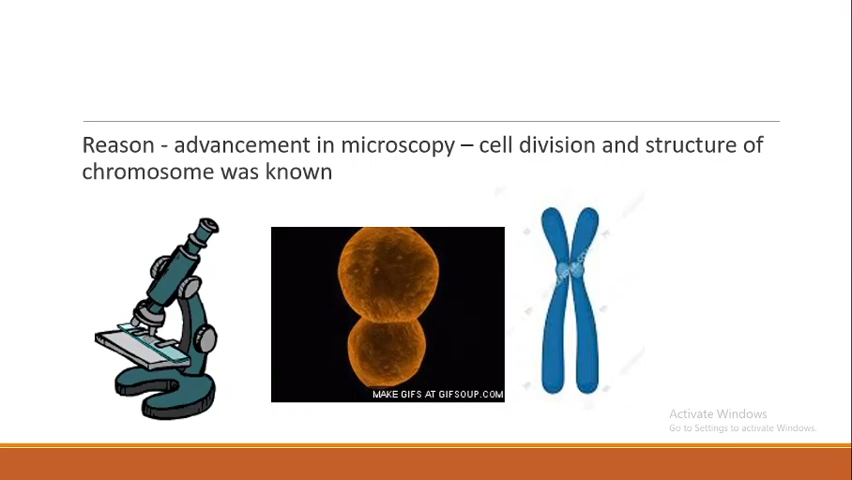 Reason - advancement in microscopy – cell division and structure of
chromosome was known
MAKE GIFS AT GIFSOUP.COM
Activate Windows
Go to Settings to activate Windows.